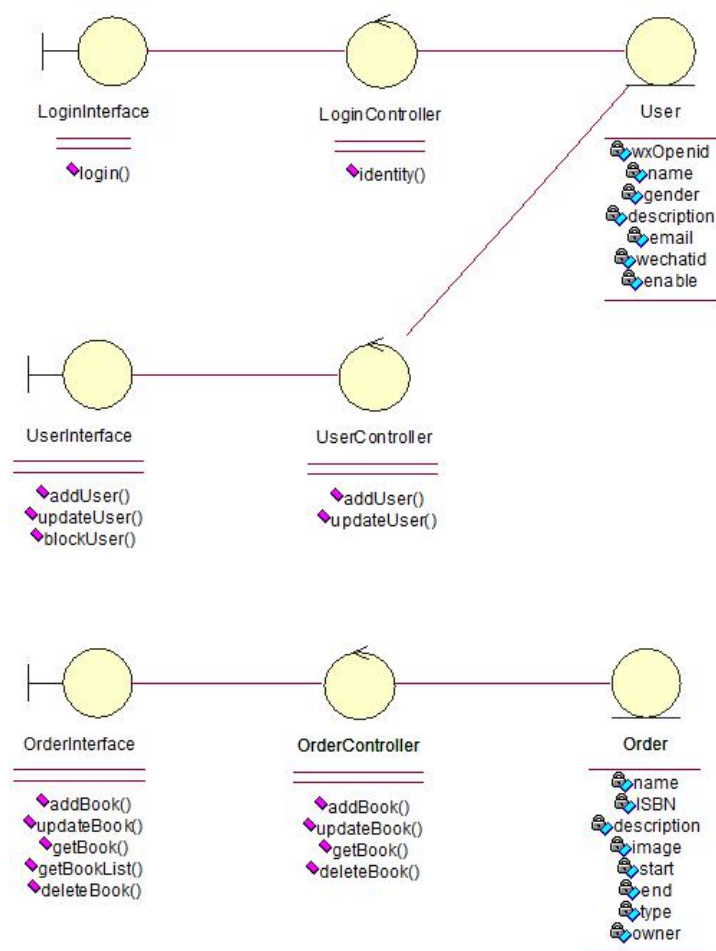 LoginInterface
LoginController
User
login()
identity()
wxOpenid
name
gender
description
email
wechatid
enable
UserInterface
UserController
addUser()
updateUser()
blockUser()
addUser()
updateUser()
OrderInterface
OrderController
Order
addBook()
updateBook()
getBook()
getBookList()
deleteBook()
addBook()
updateBook()
getBook()
deleteBook()
name
ISBN
description
image
start
end
type
owner